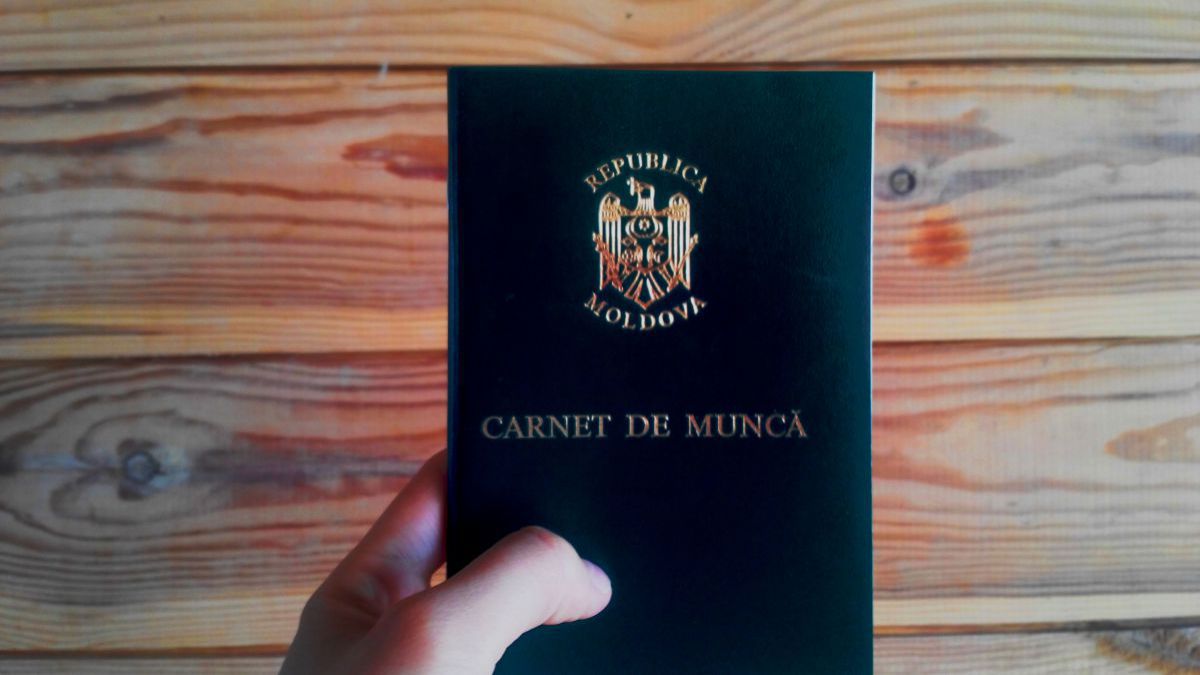 REPUBLICA
MOLDOVA
CARNET DE MUNCĂ